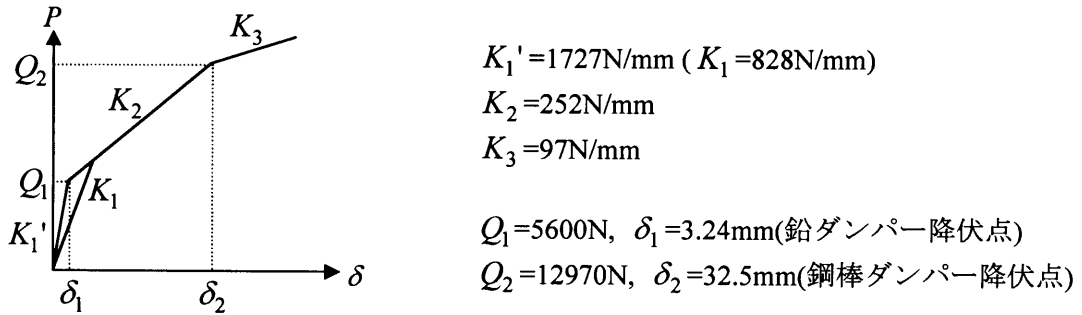 P
K₃
Q₂
K₂
Q₁
K₁
K₁'
δ₁
δ₂
δ
K₁'=1727N/mm ( K₁=828N/mm)
K₂=252N/mm
K₃=97N/mm
Q₁=5600N, δ₁=3.24mm(鉛ダンパー降伏点)
Q₂=12970N, δ₂=32.5mm(鋼棒ダンパー降伏点)